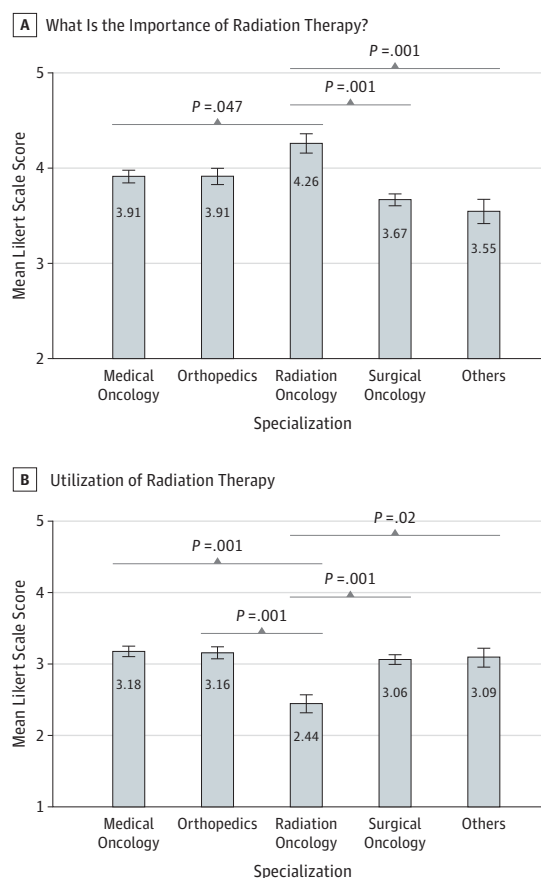 A What Is the Importance of Radiation Therapy?
P =.001
P =.001
P =.047
5
4
3
2
Mean Likert Scale Score
3.91
3.91
4.26
3.67
3.55
Medical
Oncology
Orthopedics
Radiation
Oncology
Surgical
Oncology
Others
Specialization
B Utilization of Radiation Therapy
P =.02
P =.001
P =.001
P =.001
5
4
3
2
1
Mean Likert Scale Score
3.18
3.16
2.44
3.06
3.09
Medical
Oncology
Orthopedics
Radiation
Oncology
Surgical
Oncology
Others
Specialization